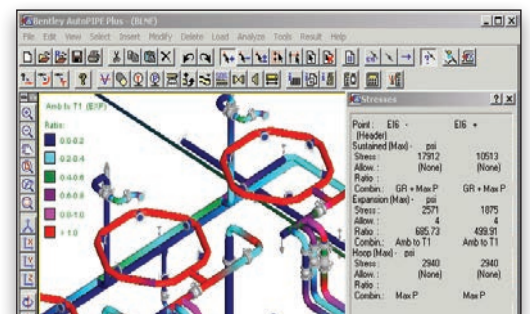 Bentley AutoPIPE Plus - (BLNF)
File Edit View Select Insert Modify Delete Load Analyze Tools Result Help
Amb to T1 (EXP)
Ratio:
0.0-0.2
0.2-0.4
0.4-0.6
0.6-0.8
0.8-1.0
> 1.0
Stresses
Point : EI6 - EI6 +
(Header)
Sustained (Max) - psi
Stress : 17912 10513
Allow. : (None) (None)
Ratio :
Combin.: GR + Max P GR + Max P
Expansion (Max) - psi
Stress : 2571 1875
Allow. : 4 4
Ratio : 685.73 499.91
Combin.: Amb to T1 Amb to T1
Hoop (Max) - psi
Stress : 2940 2940
Allow. : (None) (None)
Ratio :
Combin.: Max P Max P